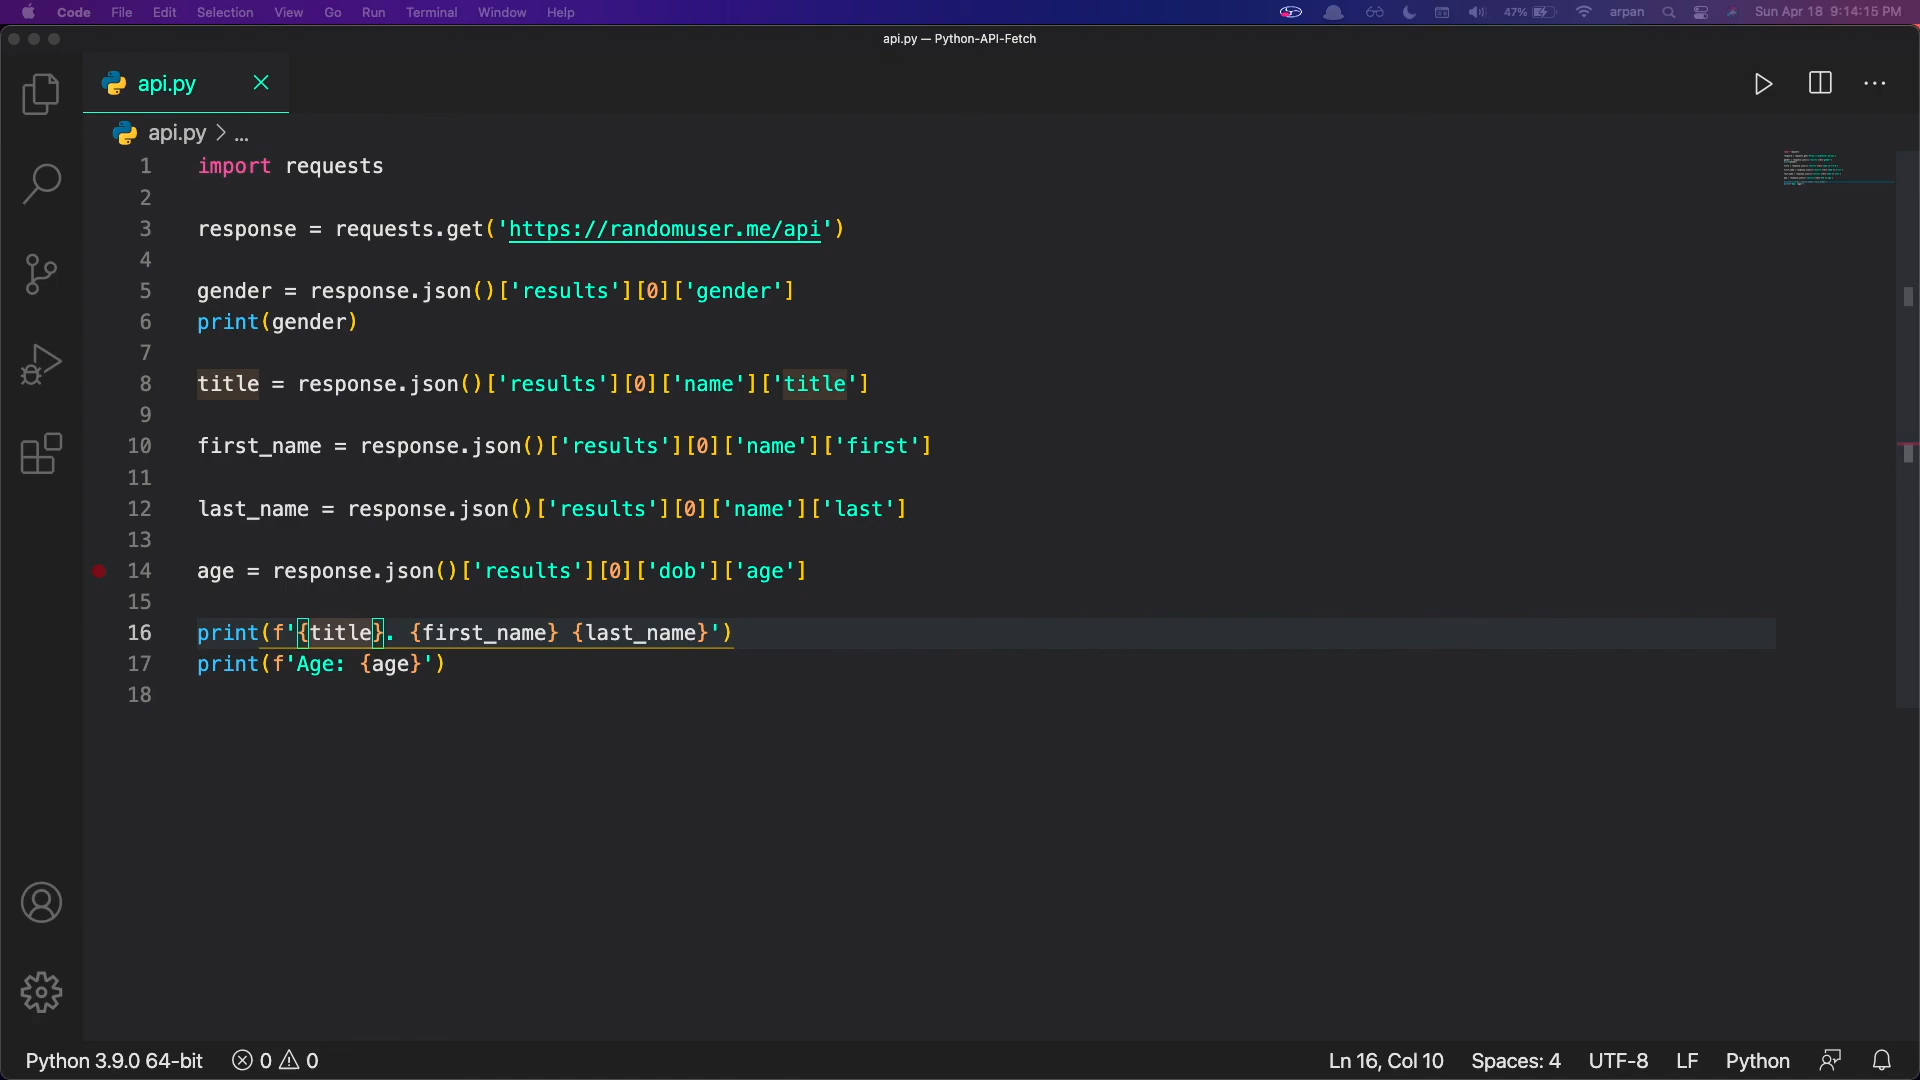 Code File Edit Selection View Go Run Terminal Window Help 47% arpan Sun Apr 18 9:14:15 PM
api.py — Python-API-Fetch
api.py
api.py > ...
1 import requests
2
3 response = requests.get('https://randomuser.me/api')
4
5 gender = response.json()['results'][0]['gender']
6 print(gender)
7
8 title = response.json()['results'][0]['name']['title']
9
10 first_name = response.json()['results'][0]['name']['first']
11
12 last_name = response.json()['results'][0]['name']['last']
13
14 age = response.json()['results'][0]['dob']['age']
15
16 print(f'{title}. {first_name} {last_name}')
17 print(f'Age: {age}')
18
Python 3.9.0 64-bit 0 0 Ln 16, Col 10 Spaces: 4 UTF-8 LF Python